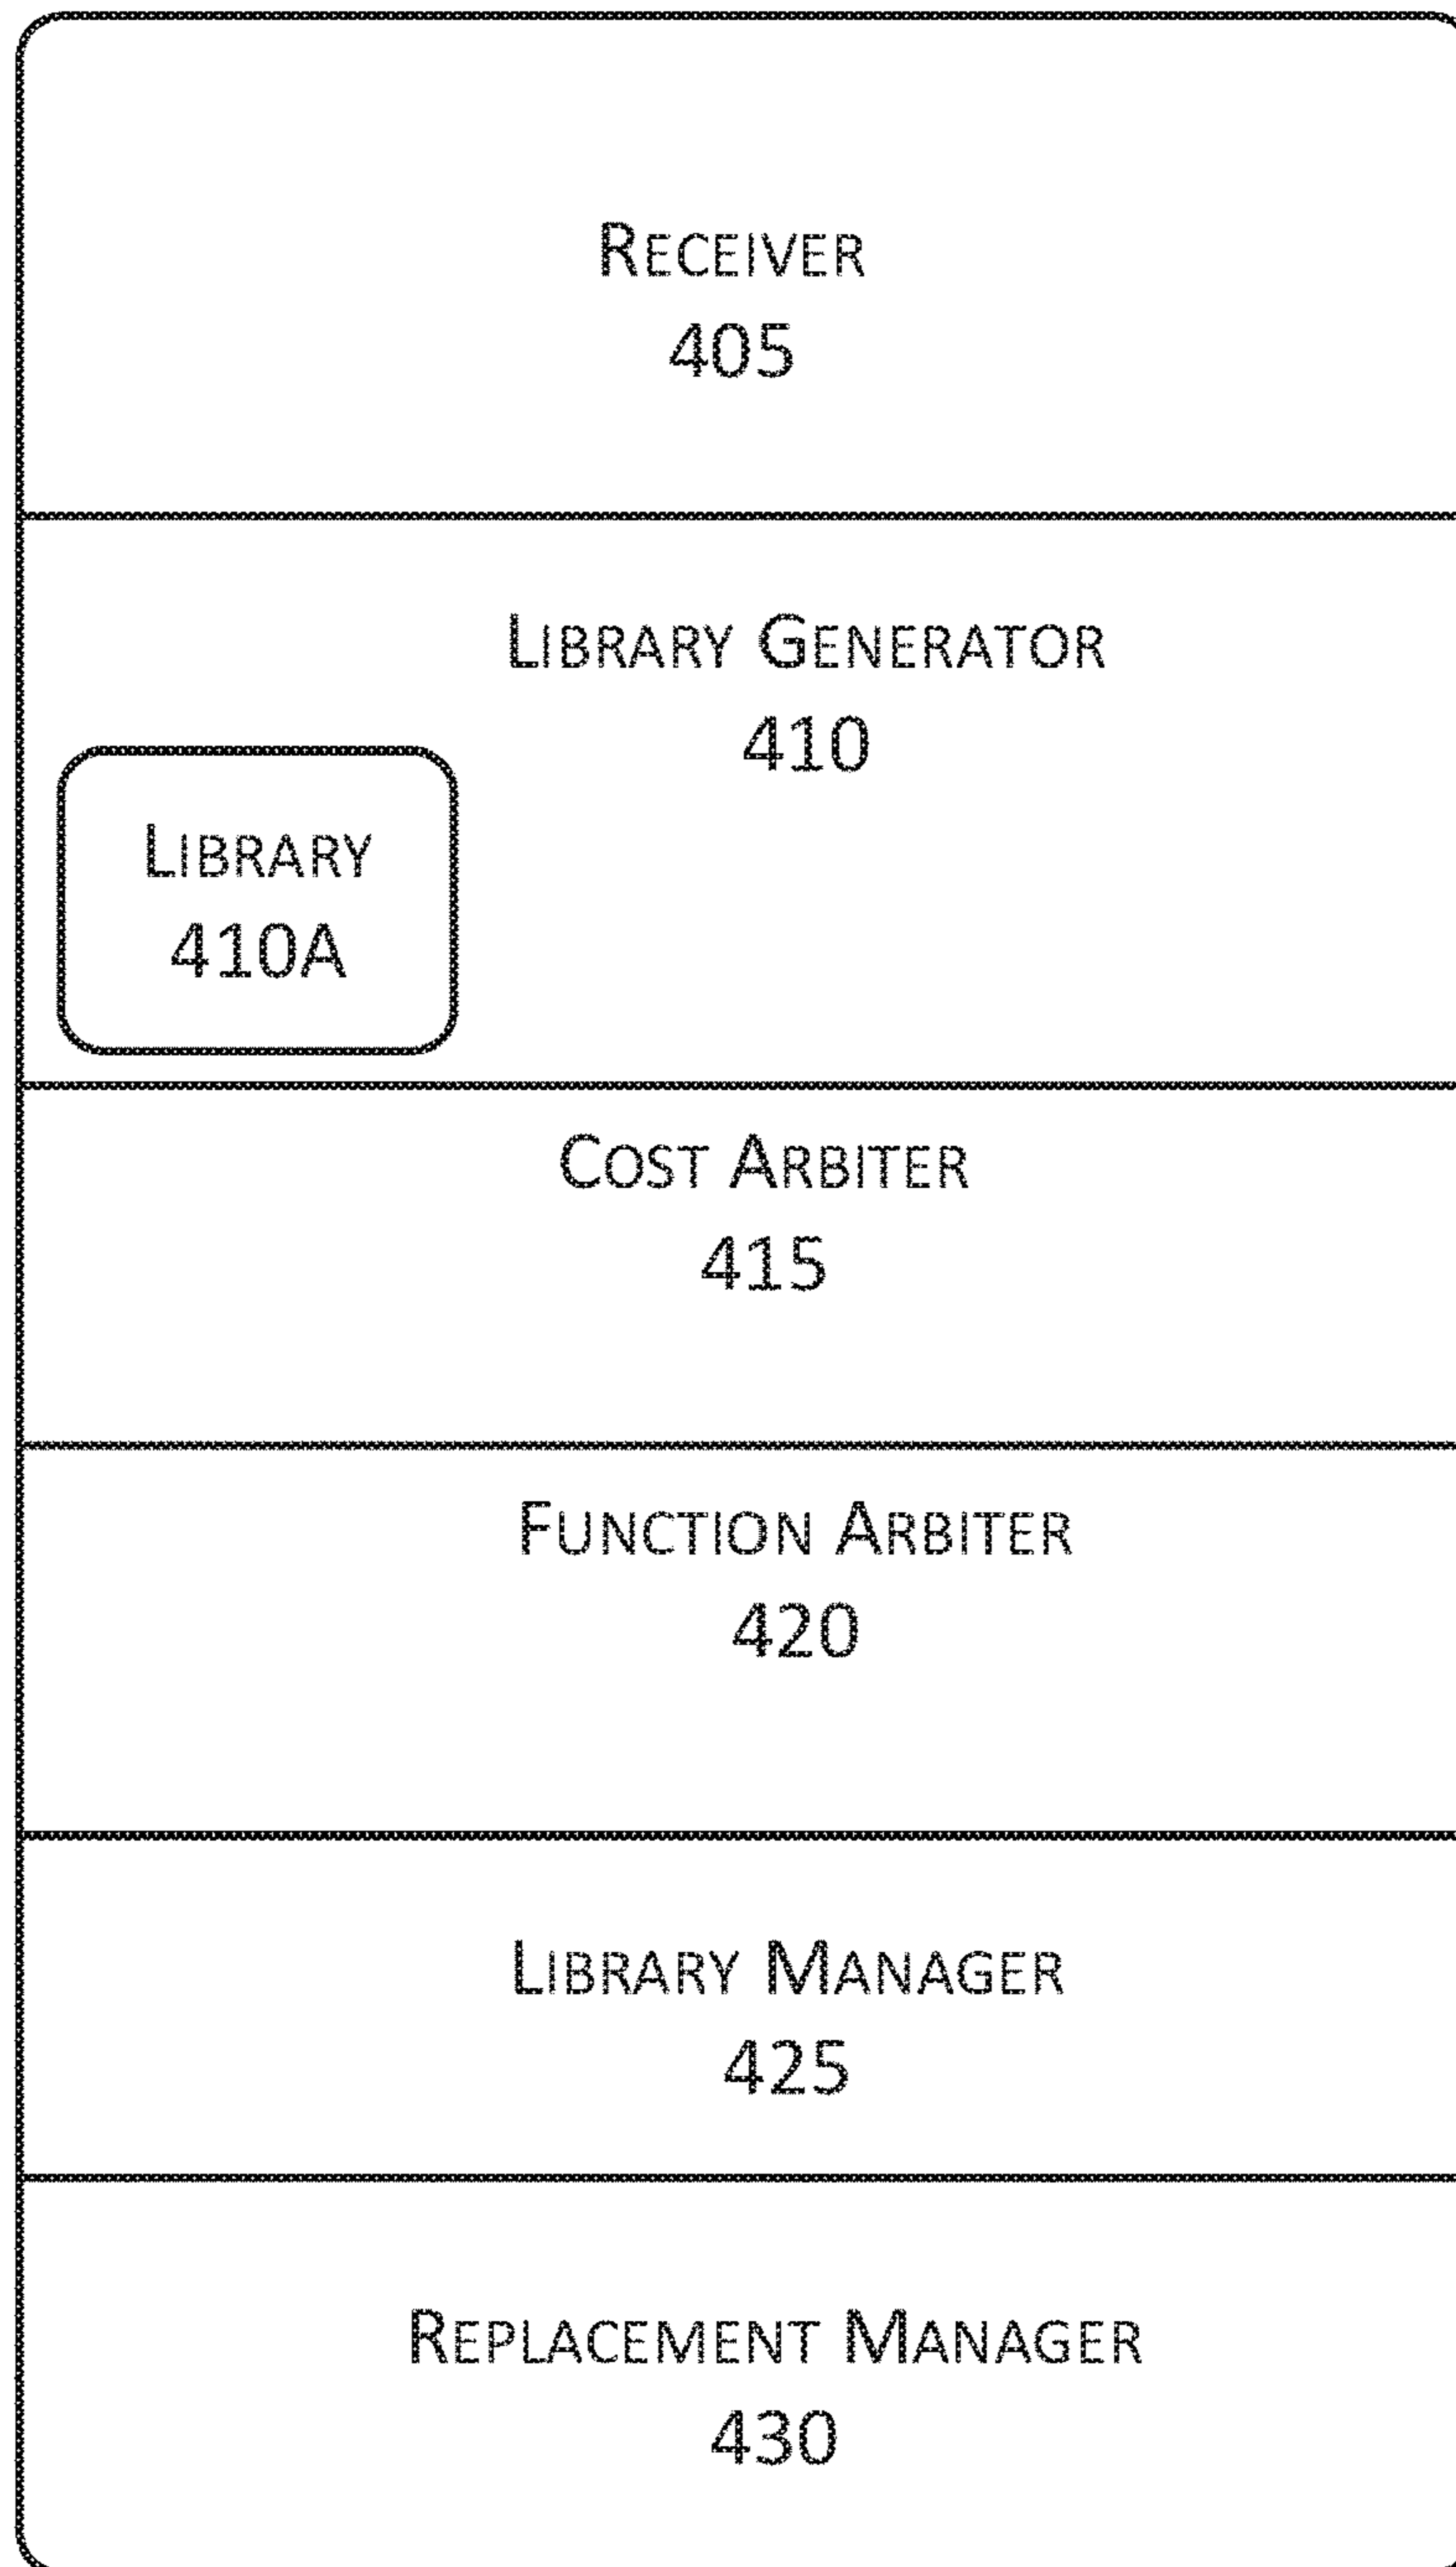 RECEIVER
405
LIBRARY GENERATOR
410
LIBRARY
410A
COST ARBITER
415
FUNCTION ARBITER
420
LIBRARY MANAGER
425
REPLACEMENT MANAGER
430